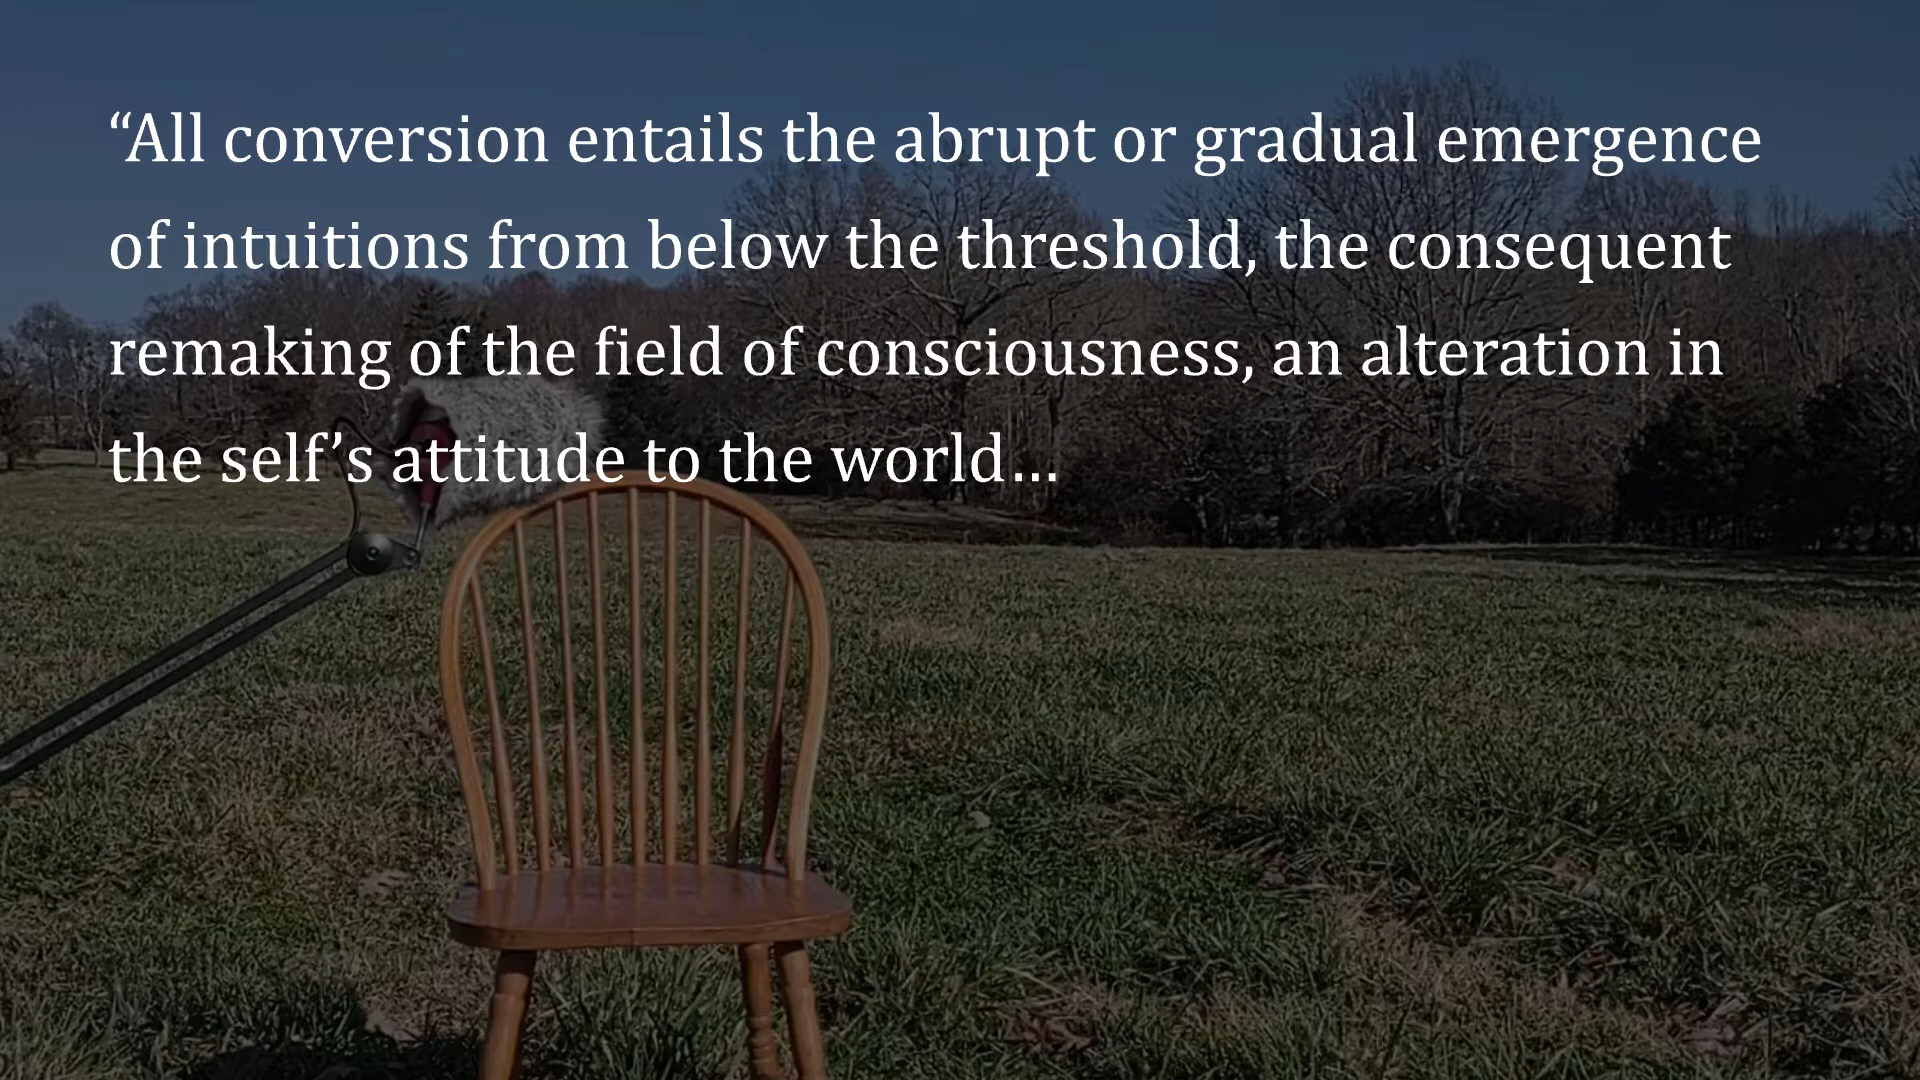 “All conversion entails the abrupt or gradual emergence
of intuitions from below the threshold, the consequent
remaking of the field of consciousness, an alteration in
the self’s attitude to the world…